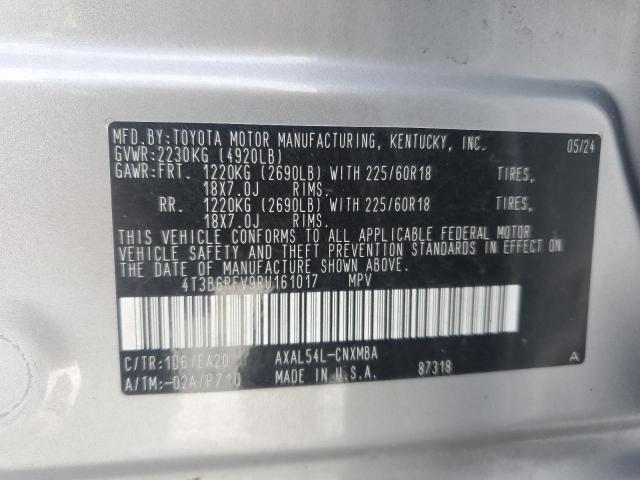 MFD.BY:TOYOTA MOTOR MANUFACTURING, KENTUCKY, INC. 05/24
GVWR:2230KG (4920LB)
GAWR:FRT. 1220KG (2690LB) WITH 225/60R18 TIRES,
18X7.0J RIMS.
RR. 1220KG (2690LB) WITH 225/60R18 TIRES,
18X7.0J RIMS.
THIS VEHICLE CONFORMS TO ALL APPLICABLE FEDERAL MOTOR
VEHICLE SAFETY AND THEFT PREVENTION STANDARDS IN EFFECT ON
THE DATE OF MANUFACTURE SHOWN ABOVE.
4T3B6RFV9RU161017 MPV
C/TR:1D6/EA20 AXAL54L-CNXMBA A
A/TM:-02A/P710 MADE IN U.S.A. 87318